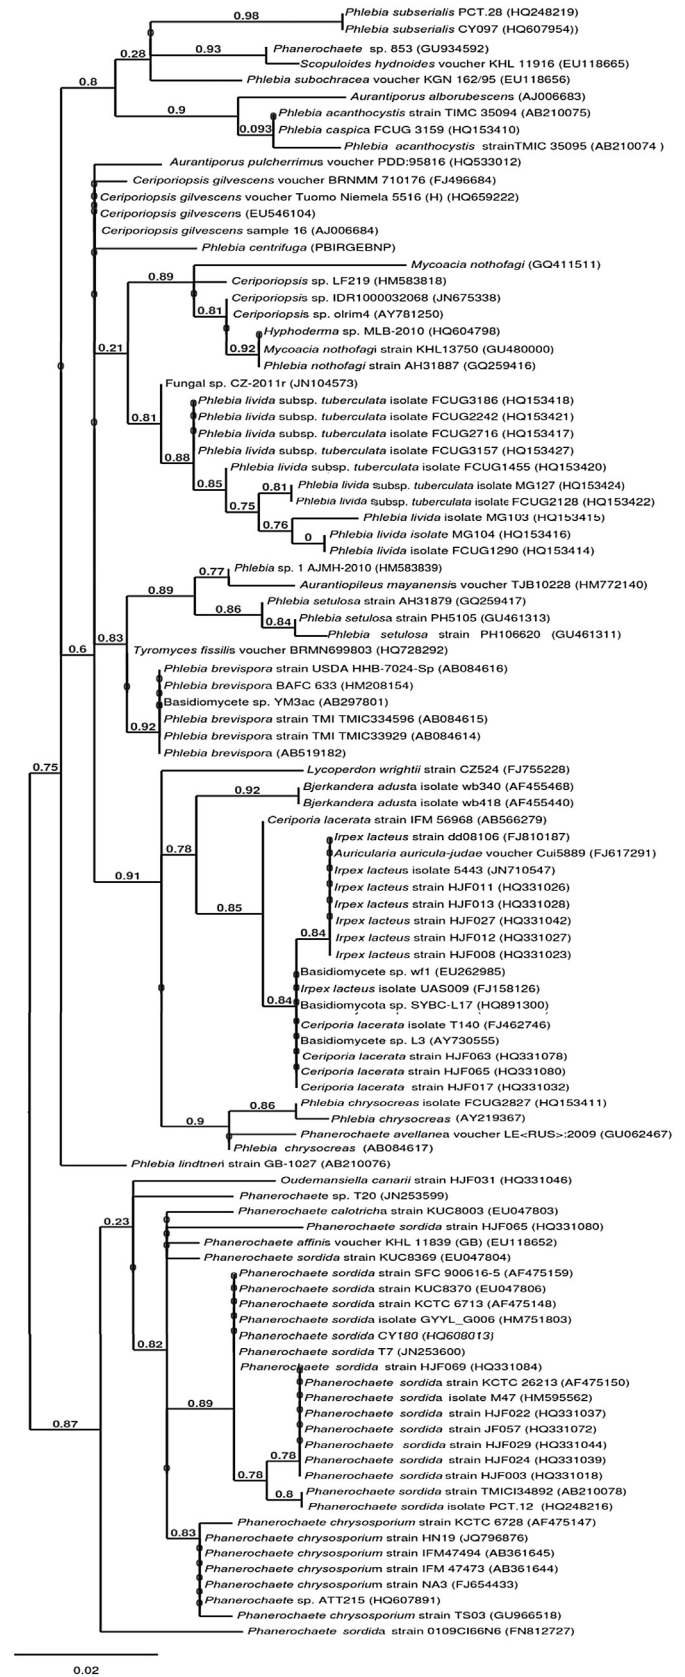 Phlebia subserialis PCT.28 (HQ248219)
0.98
Phlebia subserialis CY097 (HQ607954))
0.28
0.93
Phanerochaete sp. 853 (GU934592)
Scopuloides hydnoides voucher KHL 11916 (EU118665)
Phlebia subochracea voucher KGN 162/95 (EU118656)
0.8
Aurantiporus alborubescens (AJ006683)
0.9
Phlebia acanthocystis strain TIMC 35094 (AB210075)
0.093
Phlebia caspica FCUG 3159 (HQ153410)
Phlebia acanthocystis strainTMIC 35095 (AB210074 )
Aurantiporus pulcherrimus voucher PDD:95816 (HQ533012)
Ceriporiopsis gilvescens voucher BRNMM 710176 (FJ496684)
Ceriporiopsis gilvescens voucher Tuomo Niemela 5516 (H) (HQ659222)
Ceriporiopsis gilvescens (EU546104)
Ceriporiopsis gilvescens sample 16 (AJ006684)
Phlebia centrifuga (PBIRGEBNP)
Mycoacia nothofagi (GQ411511)
0.89
Ceriporiopsis sp. LF219 (HM583818)
Ceriporiopsis sp. IDR1000032068 (JN675338)
0.81
Ceriporiopsis sp. olrim4 (AY781250)
Hyphoderma sp. MLB-2010 (HQ604798)
0.21
0.92
Mycoacia nothofagi strain KHL13750 (GU480000)
Phlebia nothofagi strain AH31887 (GQ259416)
Fungal sp. CZ-2011r (JN104573)
Phlebia livida subsp. tuberculata isolate FCUG3186 (HQ153418)
0.81
Phlebia livida subsp. tuberculata isolate FCUG2242 (HQ153421)
Phlebia livida subsp. tuberculata isolate FCUG2716 (HQ153417)
0.88
Phlebia livida subsp. tuberculata isolate FCUG3157 (HQ153427)
Phlebia livida subsp. tuberculata isolate FCUG1455 (HQ153420)
0.85
0.81
Phlebia livida subsp. tuberculata isolate MG127 (HQ153424)
0.75
Phlebia livida subsp. tuberculata isolate FCUG2128 (HQ153422)
0.76
Phlebia livida isolate MG103 (HQ153415)
0
Phlebia livida isolate MG104 (HQ153416)
Phlebia livida isolate FCUG1290 (HQ153414)
0.77
Phlebia sp. 1 AJMH-2010 (HM583839)
0.89
Aurantiopileus mayanensis voucher TJB10228 (HM772140)
0.86
Phlebia setulosa strain AH31879 (GQ259417)
0.84
Phlebia setulosa strain PH5105 (GU461313)
Phlebia setulosa strain PH106620 (GU461311)
0.6
0.83
Tyromyces fissilis voucher BRMN699803 (HQ728292)
Phlebia brevispora strain USDA HHB-7024-Sp (AB084616)
Phlebia brevispora BAFC 633 (HM208154)
Basidiomycete sp. YM3ac (AB297801)
Phlebia brevispora strain TMI TMIC334596 (AB084615)
0.92
Phlebia brevispora strain TMI TMIC33929 (AB084614)
Phlebia brevispora (AB519182)
0.75
Lycoperdon wrightii strain CZ524 (FJ755228)
0.92
Bjerkandera adusta isolate wb340 (AF455468)
Bjerkandera adusta isolate wb418 (AF455440)
Ceriporia lacerata strain IFM 56968 (AB566279)
Irpex lacteus strain dd08106 (FJ810187)
0.78
Auricularia auricula-judae voucher Cui5889 (FJ617291)
0.91
Irpex lacteus isolate 5443 (JN710547)
Irpex lacteus strain HJF011 (HQ331026)
0.85
Irpex lacteus strain HJF013 (HQ331028)
Irpex lacteus strain HJF027 (HQ331042)
0.84
Irpex lacteus strain HJF012 (HQ331027)
Irpex lacteus strain HJF008 (HQ331023)
Basidiomycete sp. wf1 (EU262985)
Irpex lacteus isolate UAS009 (FJ158126)
0.84
Basidiomycota sp. SYBC-L17 (HQ891300)
Ceriporia lacerata isolate T140 (FJ462746)
Basidiomycete sp. L3 (AY730555)
Ceriporia lacerata strain HJF063 (HQ331078)
Ceriporia lacerata strain HJF065 (HQ331080)
Ceriporia lacerata strain HJF017 (HQ331032)
0.86
Phlebia chrysocreas isolate FCUG2827 (HQ153411)
0.9
Phlebia chrysocreas (AY219367)
Phanerochaete avellanea voucher LE<RUS>:2009 (GU062467)
Phlebia chrysocreas (AB084617)
Phlebia lindtneri strain GB-1027 (AB210076)
Oudemansiella canarii strain HJF031 (HQ331046)
Phanerochaete sp. T20 (JN253599)
0.23
Phanerochaete calotricha strain KUC8003 (EU047803)
Phanerochaete sordida strain HJF065 (HQ331080)
Phanerochaete affinis voucher KHL 11839 (GB) (EU118652)
Phanerochaete sordida strain KUC8369 (EU047804)
Phanerochaete sordida strain SFC 900616-5 (AF475159)
Phanerochaete sordida strain KUC8370 (EU047806)
Phanerochaete sordida strain KCTC 6713 (AF475148)
Phanerochaete sordida isolate GYYL_G006 (HM751803)
Phanerochaete sordida CY180 (HQ608013)
0.82
Phanerochaete sordida T7 (JN253600)
Phanerochaete sordida strain HJF069 (HQ331084)
Phanerochaete sordida strain KCTC 26213 (AF475150)
Phanerochaete sordida isolate M47 (HM595562)
0.89
Phanerochaete sordida strain HJF022 (HQ331037)
0.87
Phanerochaete sordida strain JF057 (HQ331072)
Phanerochaete sordida strain HJF029 (HQ331044)
0.78
Phanerochaete sordida strain HJF024 (HQ331039)
0.78
Phanerochaete sordida strain HJF003 (HQ331018)
0.8
Phanerochaete sordida strain TMICI34892 (AB210078)
Phanerochaete sordida isolate PCT.12 (HQ248216)
Phanerochaete chrysosporium strain KCTC 6728 (AF475147)
0.83
Phanerochaete chrysosporium strain HN19 (JQ796876)
Phanerochaete chrysosporium strain IFM47494 (AB361645)
Phanerochaete chrysosporium strain IFM 47473 (AB361644)
Phanerochaete chrysosporium strain NA3 (FJ654433)
Phanerochaete sp. ATT215 (HQ607891)
Phanerochaete chrysosporium strain TS03 (GU966518)
Phanerochaete sordida strain 0109CI66N6 (FN812727)
0.02